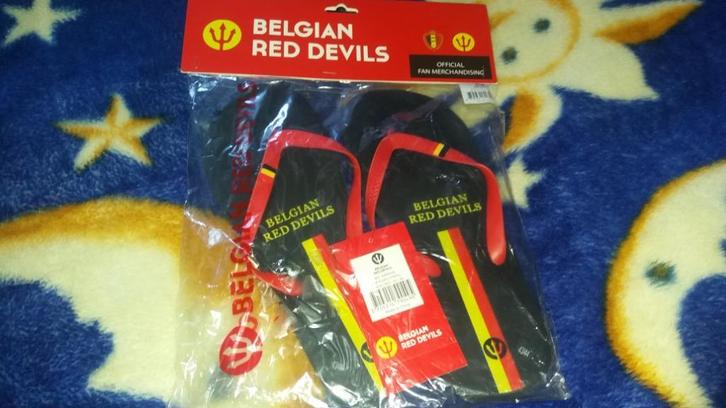 BELGIAN
RED DEVILS
OFFICIAL
FAN MERCHANDISING
BELGIAN RED DEVILS
BELGIAN
RED DEVILS
BELGIAN
RED DEVILS
BELGIAN
RED DEVILS